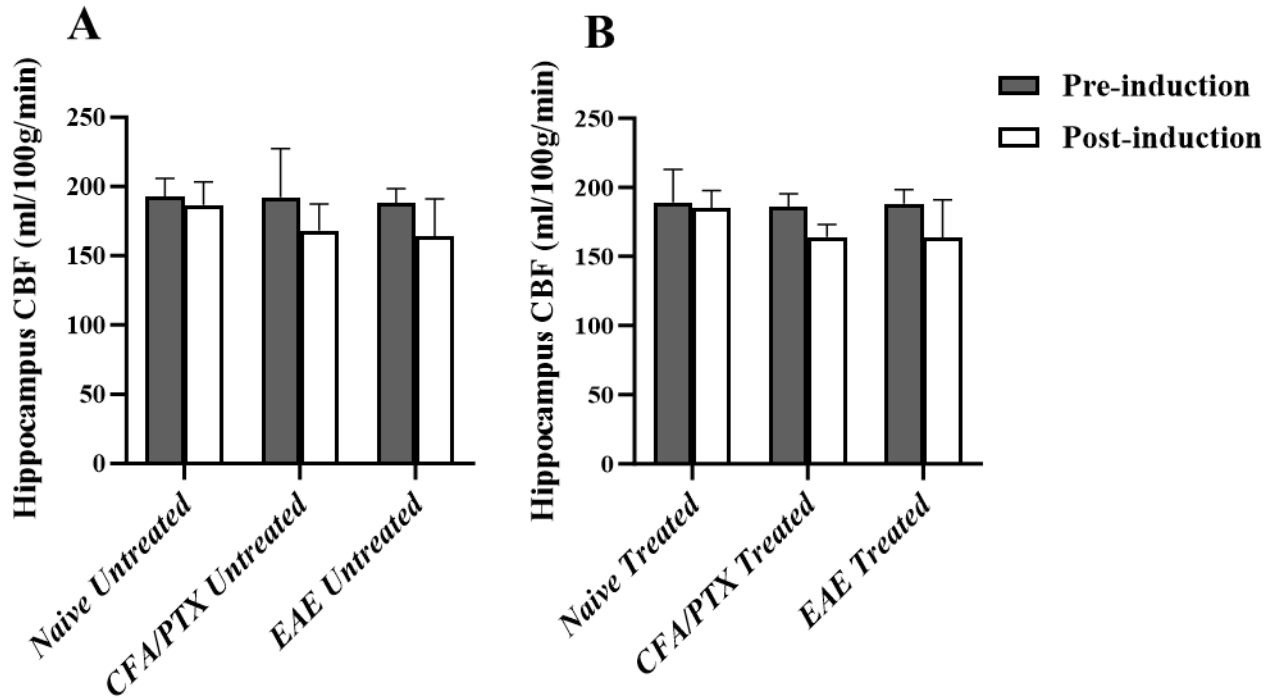 A
Hippocampus CBF (ml/100g/min)
250
200
150
100
50
0
Naive Untreated
CFA/PTX Untreated
EAE Untreated
B
Hippocampus CBF (ml/100g/min)
250
200
150
100
50
0
Naive Treated
CFA/PTX Treated
EAE Treated
Pre-induction
Post-induction